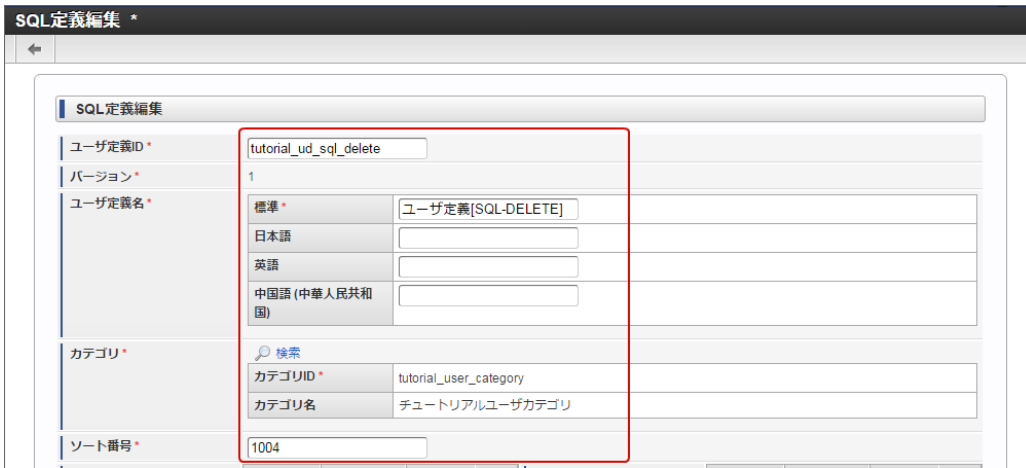 SQL定義編集 *
SQL定義編集
ユーザ定義ID *
tutorial_ud_sql_delete
バージョン *
1
ユーザ定義名 *
標準 *
ユーザ定義[SQL-DELETE]
日本語
英語
中国語 (中華人民共和
国)
カテゴリ *
検索
カテゴリID *
tutorial_user_category
カテゴリ名
チュートリアルユーザカテゴリ
ソート番号 *
1004